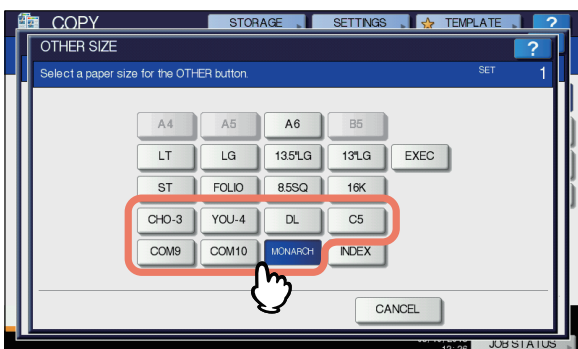 COPY STORAGE SETTINGS TEMPLATE ?
OTHER SIZE ?
Select a paper size for the OTHER button. SET 1
A4 A5 A6 B5
LT LG 13.5"LG 13"LG EXEC
ST FOLIO 8.5SQ 16K
CHO-3 YOU-4 DL C5
COM9 COM10 MONARCH INDEX
CANCEL
JOB STATUS